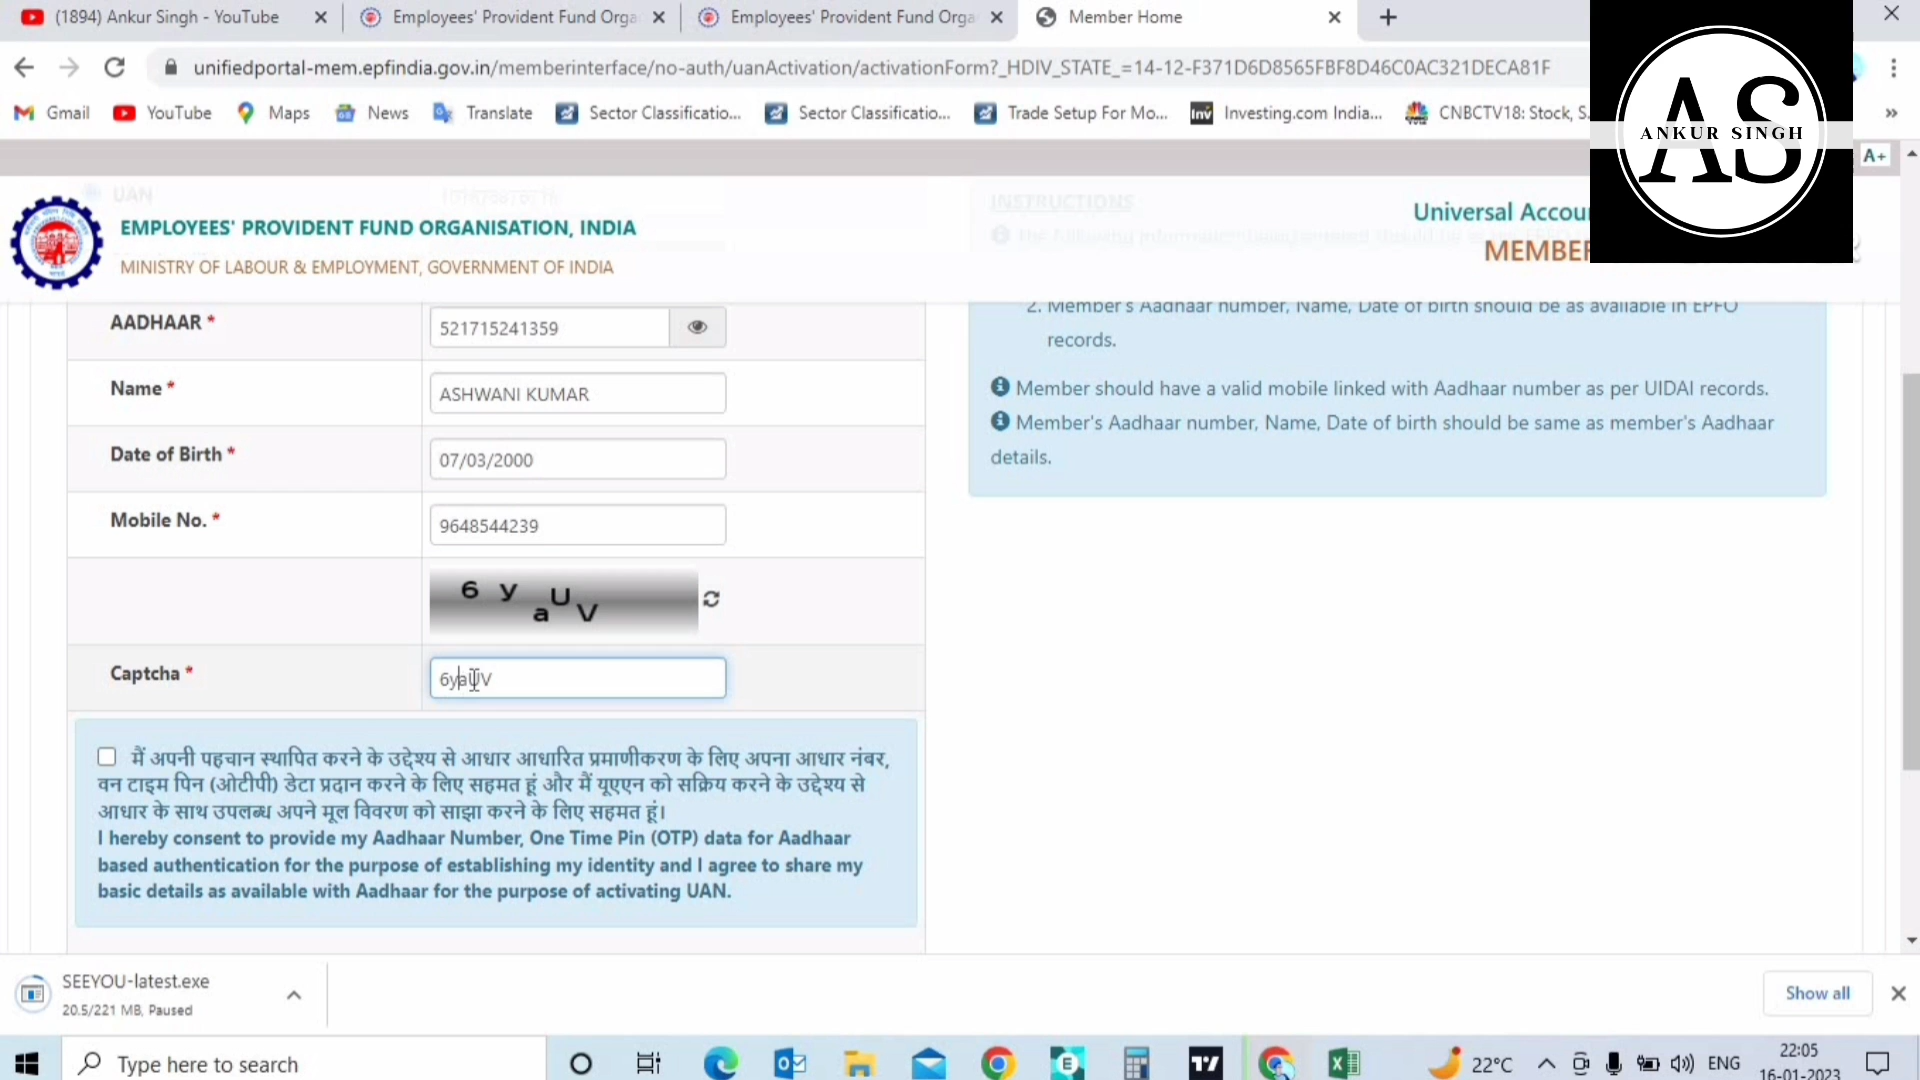 (1894) Ankur Singh - YouTube
Employees' Provident Fund Orga
Employees' Provident Fund Orga
Member Home
unifiedportal-mem.epfindia.gov.in/memberinterface/no-auth/uanActivation/activationForm?_HDIV_STATE_=14-12-F371D6D8565FBF8D46C0AC321DECA81F
Gmail YouTube Maps News Translate Sector Classificatio... Sector Classificatio... Trade Setup For Mo... Inv Investing.com India... CNBCTV18: Stock, S. »
AS
ANKUR SINGH
A+
UAN
INSTRUCTIONS
EMPLOYEES' PROVIDENT FUND ORGANISATION, INDIA
MINISTRY OF LABOUR & EMPLOYMENT, GOVERNMENT OF INDIA
Universal Accou
MEMBE
AADHAAR * 521715241359
Name * ASHWANI KUMAR
Date of Birth * 07/03/2000
Mobile No. * 9648544239
6 y a U V
Captcha * 6yaUV
2. Member's Aadhaar number, Name, Date of birth should be as available in EPFO
records.
Member should have a valid mobile linked with Aadhaar number as per UIDAI records.
Member's Aadhaar number, Name, Date of birth should be same as member's Aadhaar
details.
मैं अपनी पहचान स्थापित करने के उद्देश्य से आधार आधारित प्रमाणीकरण के लिए अपना आधार नंबर,
वन टाइम पिन (ओटीपी) डेटा प्रदान करने के लिए सहमत हूं और मैं यूएएन को सक्रिय करने के उद्देश्य से
आधार के साथ उपलब्ध अपने मूल विवरण को साझा करने के लिए सहमत हूं।
I hereby consent to provide my Aadhaar Number, One Time Pin (OTP) data for Aadhaar
based authentication for the purpose of establishing my identity and I agree to share my
basic details as available with Aadhaar for the purpose of activating UAN.
SEEYOU-latest.exe
20.5/221 MB, Paused
Show all
Type here to search
22°C
ENG
22:05
16-01-2023